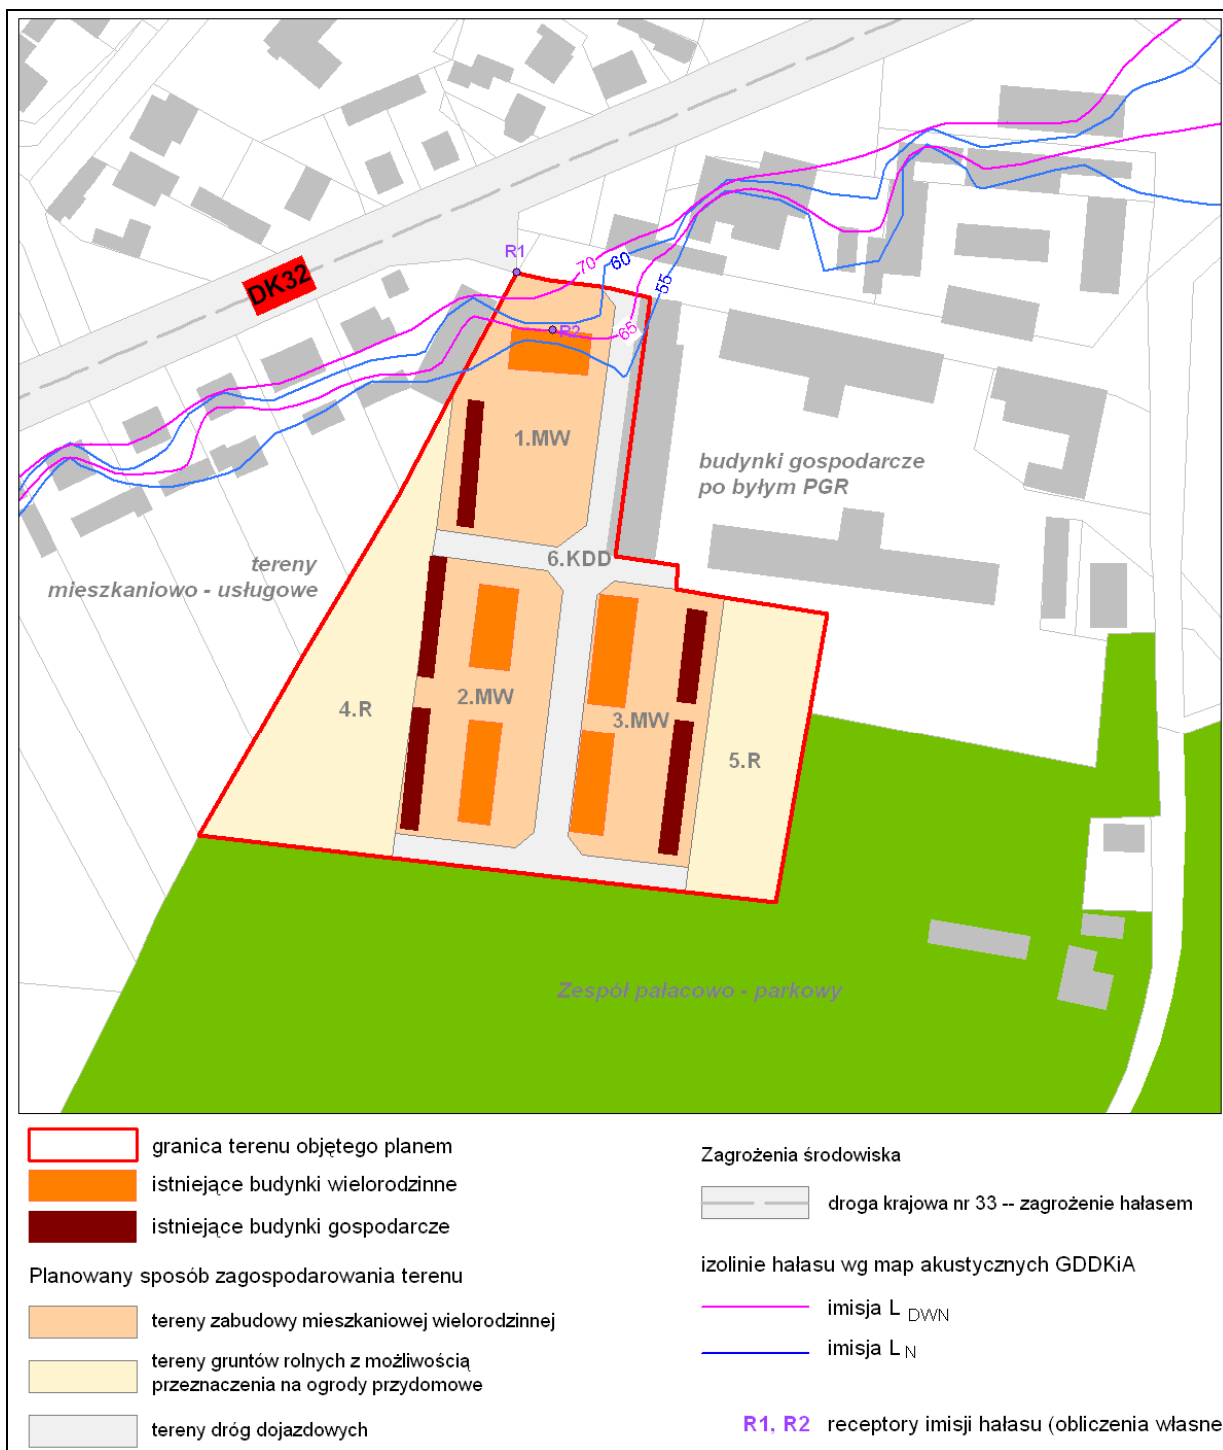 R1
70
60
55
DK32
R2
65
1.MW
budynki gospodarcze
po byłym PGR
6.KDD
tereny
mieszkaniowo - usługowe
4.R
2.MW
3.MW
5.R
Zespół pałacowo - parkowy
granica terenu objętego planem
istniejące budynki wielorodzinne
istniejące budynki gospodarcze
Planowany sposób zagospodarowania terenu
tereny zabudowy mieszkaniowej wielorodzinnej
tereny gruntów rolnych z możliwością
przeznaczenia na ogrody przydomowe
tereny dróg dojazdowych
Zagrożenia środowiska
droga krajowa nr 33 -- zagrożenie hałasem
izolinie hałasu wg map akustycznych GDDKiA
imisja L DWN
imisja L N
R1, R2 receptory imisji hałasu (obliczenia własne